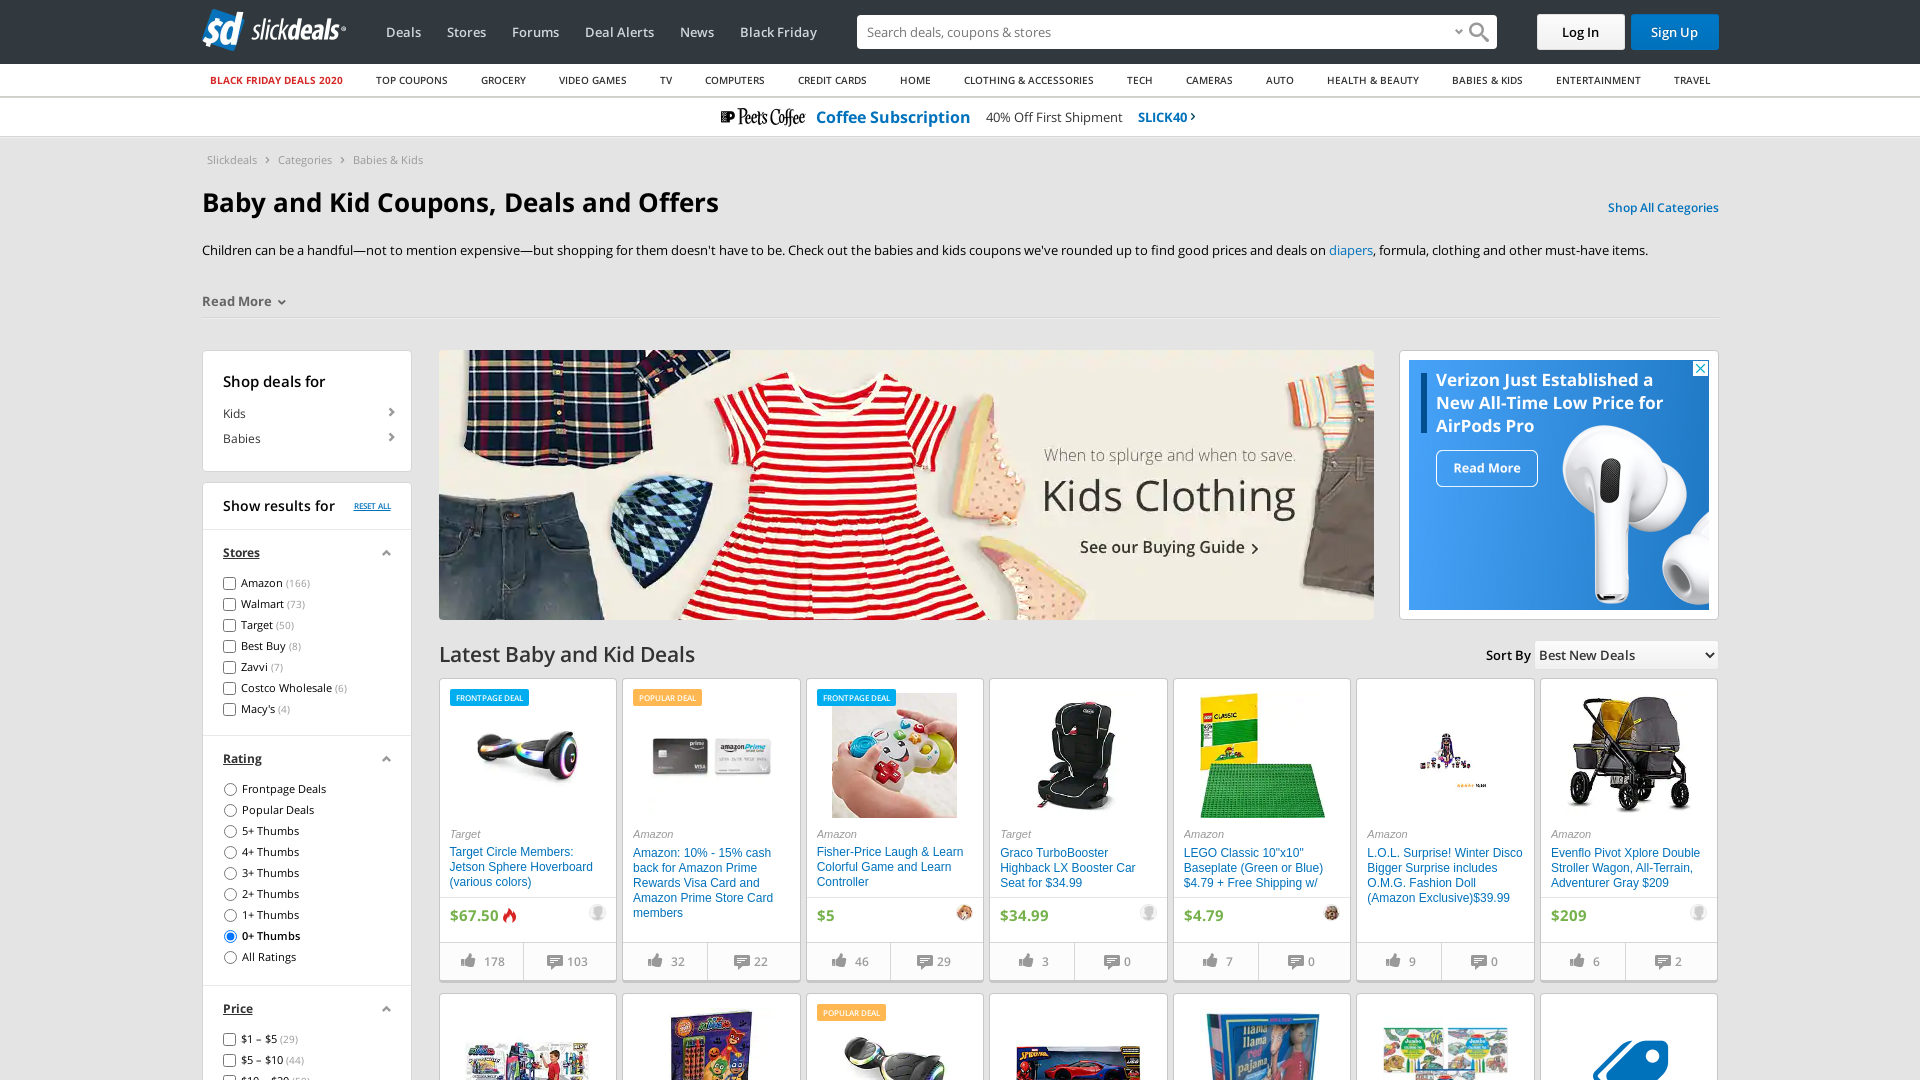 slickdeals
Deals
Stores
Forums
Deal Alerts
News
Black Friday
Search deals, coupons & stores
Log In
Sign Up
BLACK FRIDAY DEALS 2020
TOP COUPONS
GROCERY
VIDEO GAMES
TV
COMPUTERS
CREDIT CARDS
HOME
CLOTHING & ACCESSORIES
TECH
CAMERAS
AUTO
HEALTH & BEAUTY
BABIES & KIDS
ENTERTAINMENT
TRAVEL
Peet's Coffee Coffee Subscription 40% Off First Shipment SLICK40
Slickdeals > Categories > Babies & Kids
Baby and Kid Coupons, Deals and Offers
Shop All Categories
Children can be a handful—not to mention expensive—but shopping for them doesn't have to be. Check out the babies and kids coupons we've rounded up to find good prices and deals on diapers, formula, clothing and other must-have items.
Read More
Shop deals for
Kids
Babies
Show results for RESET ALL
Stores
Amazon (166)
Walmart (73)
Target (50)
Best Buy (8)
Zavvi (7)
Costco Wholesale (6)
Macy's (4)
Rating
Frontpage Deals
Popular Deals
5+ Thumbs
4+ Thumbs
3+ Thumbs
2+ Thumbs
1+ Thumbs
0+ Thumbs
All Ratings
Price
$1 – $5 (29)
$5 – $10 (44)
When to splurge and when to save.
Kids Clothing
See our Buying Guide
Verizon Just Established a
New All-Time Low Price for
AirPods Pro
Read More
Latest Baby and Kid Deals
Sort By Best New Deals
FRONTPAGE DEAL
Target
Target Circle Members:
Jetson Sphere Hoverboard
(various colors)
$67.50
178 103
POPULAR DEAL
Amazon
Amazon: 10% - 15% cash
back for Amazon Prime
Rewards Visa Card and
Amazon Prime Store Card
members
32 22
FRONTPAGE DEAL
Amazon
Fisher-Price Laugh & Learn
Colorful Game and Learn
Controller
$5
46 29
Target
Graco TurboBooster
Highback LX Booster Car
Seat for $34.99
$34.99
3 0
CLASSIC
Amazon
LEGO Classic 10"x10"
Baseplate (Green or Blue)
$4.79 + Free Shipping w/
$4.79
7 0
Amazon
L.O.L. Surprise! Winter Disco
Bigger Surprise includes
O.M.G. Fashion Doll
(Amazon Exclusive)$39.99
9 0
Amazon
Evenflo Pivot Xplore Double
Stroller Wagon, All-Terrain,
Adventurer Gray $209
$209
6 2
POPULAR DEAL
llama
llama
red
pajama